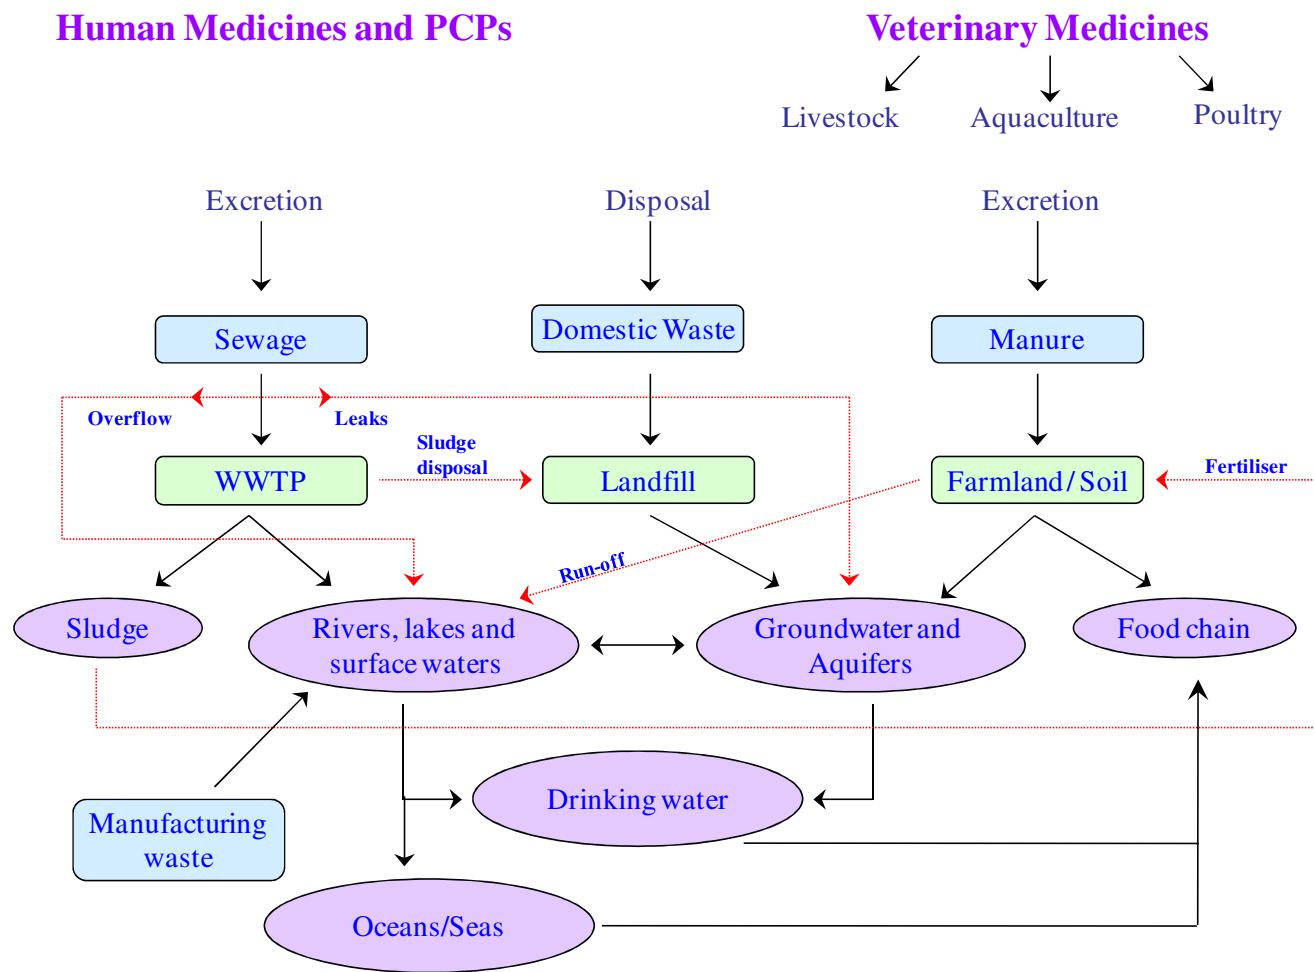 Human Medicines and PCPs
Veterinary Medicines
Livestock
Aquaculture
Poultry
Excretion
Disposal
Excretion
Sewage
Domestic Waste
Manure
Overflow
Leaks
Sludge
disposal
WWTP
Landfill
Farmland / Soil
Fertiliser
Run-off
Sludge
Rivers, lakes and
surface waters
Groundwater and
Aquifers
Food chain
Drinking water
Manufacturing
waste
Oceans/Seas